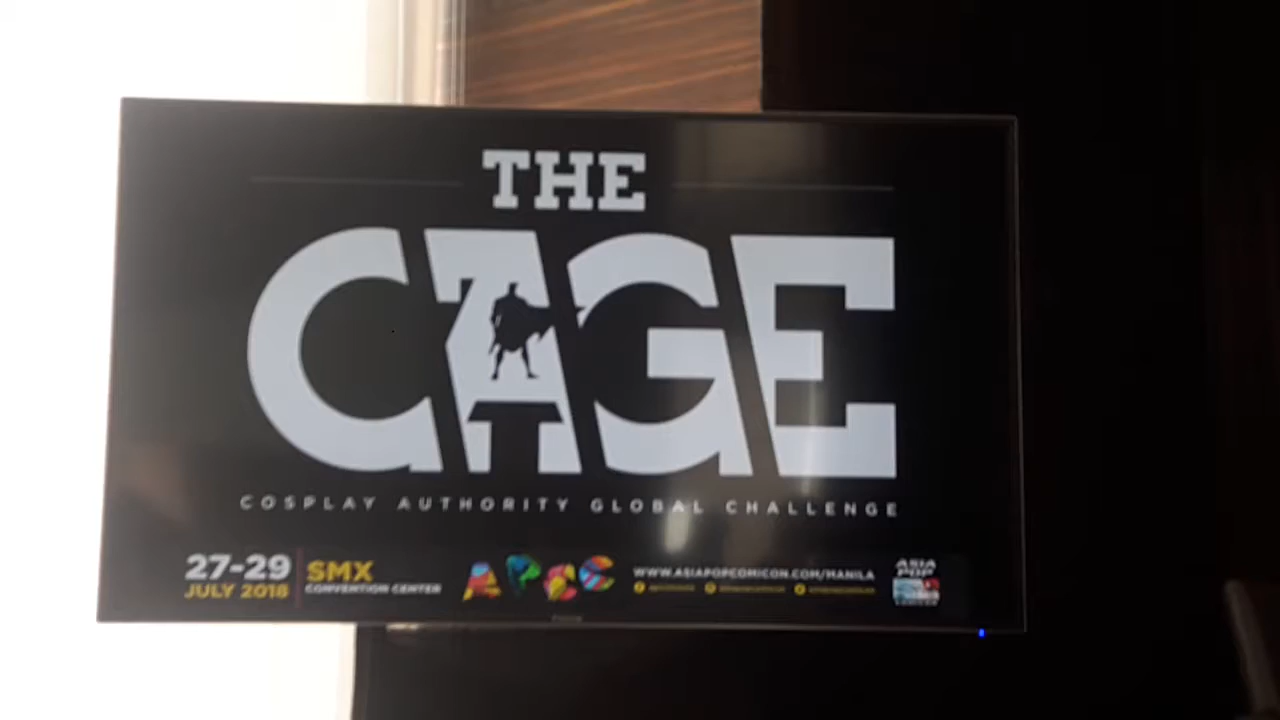 THE
CAGE
COSPLAY AUTHORITY GLOBAL CHALLENGE
27-29
JULY 2018
SMX
CONVENTION CENTER
APCC
WWW.ASIAPOPCOMICON.COM/MANILA
ASIA
POP